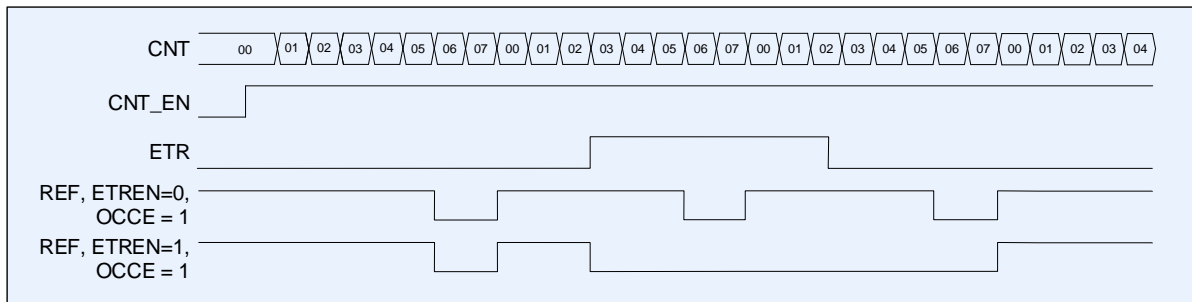 CNT 00 01 02 03 04 05 06 07 00 01 02 03 04 05 06 07 00 01 02 03 04 05 06 07 00 01 02 03 04
CNT_EN
ETR
REF, ETREN=0,
OCCE = 1
REF, ETREN=1,
OCCE = 1